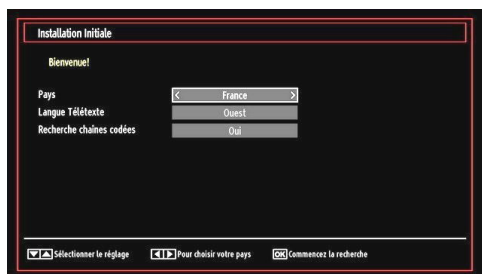 Installation Initiale
Bienvenue!
Pays < France >
Langue Télétexte Ouest
Recherche chaînes codées Oui
Sélectionner le réglage Pour choisir votre pays OK Commencez la recherche